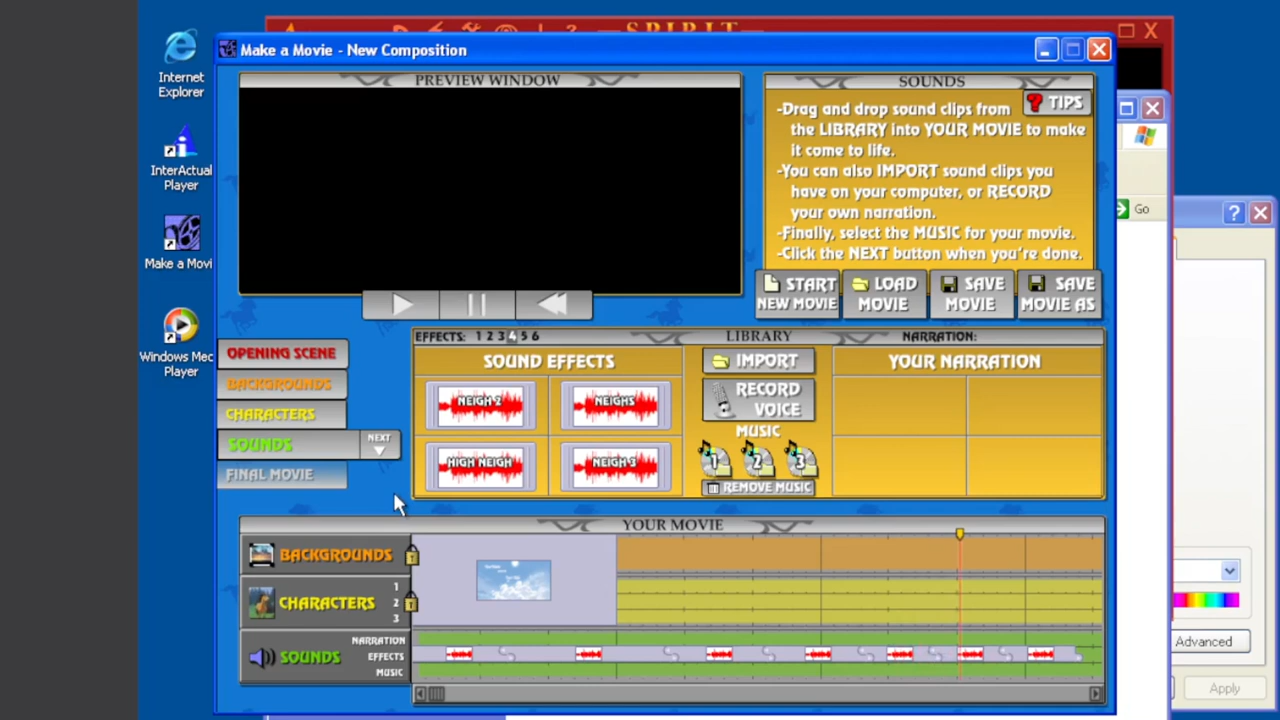 SPIRIT
Internet
Explorer
InterActual
Player
Make a Movi
Windows Mec
Player
Make a Movie - New Composition
PREVIEW WINDOW
SOUNDS
TIPS
-Drag and drop sound clips from
the LIBRARY into YOUR MOVIE to make
it come to life.
-You can also IMPORT sound clips you
have on your computer, or RECORD
your own narration.
-Finally, select the MUSIC for your movie.
-Click the NEXT button when you're done.
START
NEW MOVIE
LOAD
MOVIE
SAVE
MOVIE
SAVE
MOVIE AS
Go
OPENING SCENE
BACKGROUNDS
CHARACTERS
SOUNDS
NEXT
FINAL MOVIE
EFFECTS: 1 2 3 4 5 6
LIBRARY
NARRATION:
SOUND EFFECTS
NEIGH 2
NEIGHS
HIGH NEIGH
NEIGH 3
IMPORT
RECORD
VOICE
MUSIC
1 2 3
REMOVE MUSIC
YOUR NARRATION
YOUR MOVIE
BACKGROUNDS
CHARACTERS
1
2
3
SOUNDS
NARRATION
EFFECTS
MUSIC
Advanced
Apply